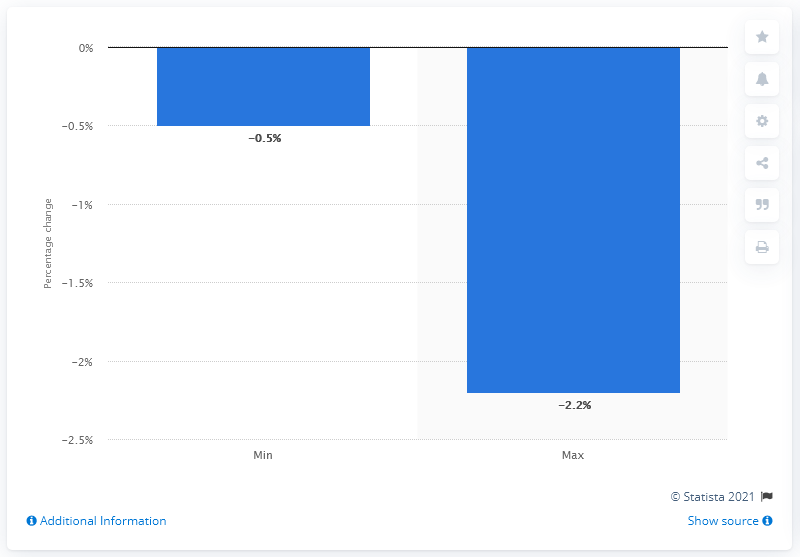 0%
−0.5%
−0.5%
−1%
Percentage change
−1.5%
−2%
−2.2%
−2.5%
Min Max
© Statista 2021
Additional Information Show source